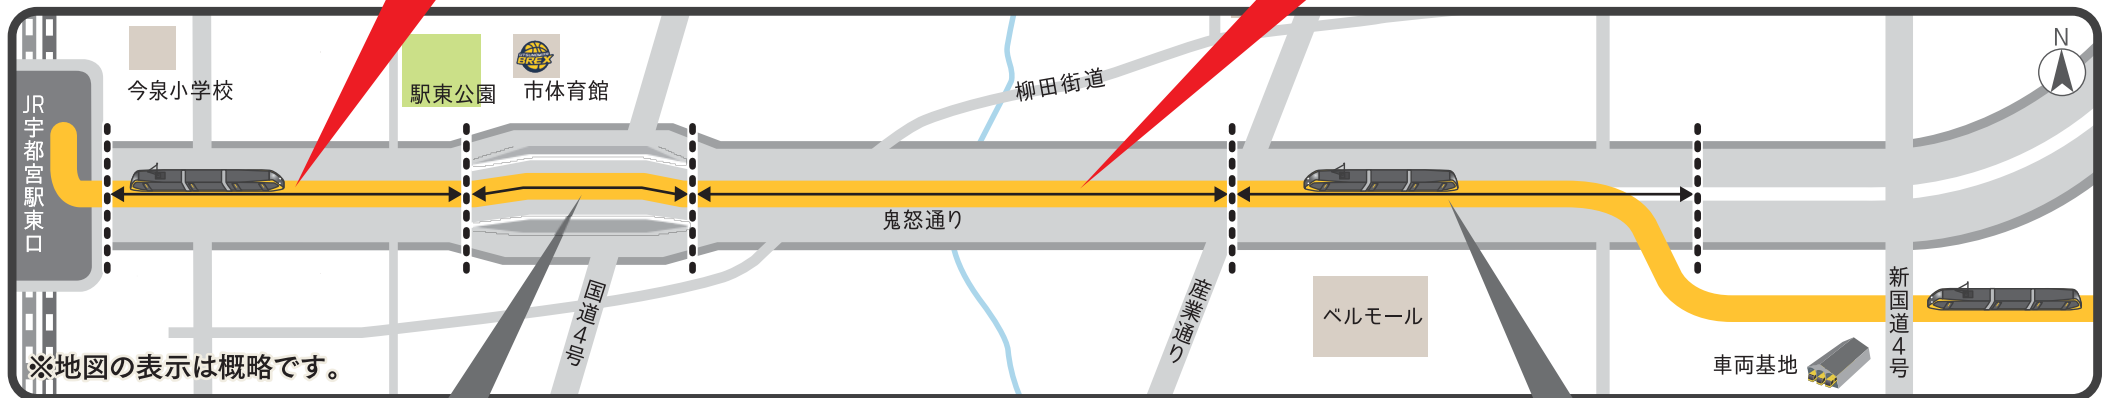 N
今泉小学校
駅東公園
BREX
市体育館
柳田街道
JR宇都宮駅東口
鬼怒通り
国道4号
産業通り
ベルモール
新国道4号
車両基地
※地図の表示は概略です。